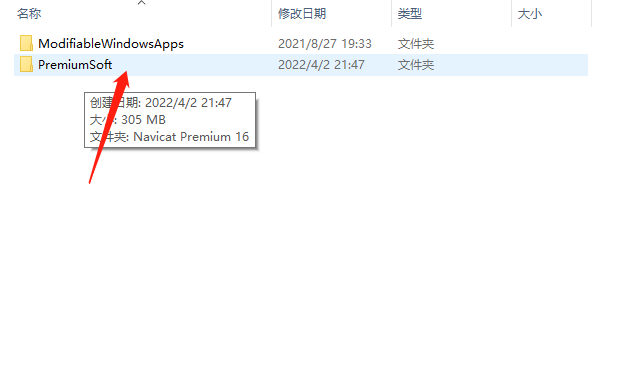 名称 修改日期 类型 大小
ModifiableWindowsApps 2021/8/27 19:33 文件夹
PremiumSoft 2022/4/2 21:47 文件夹
创建日期: 2022/4/2 21:47
大小: 305 MB
文件夹: Navicat Premium 16